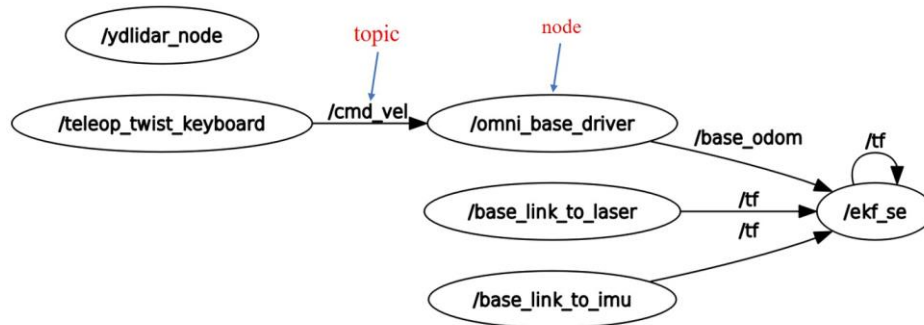 /ydlidar_node
topic
node
/teleop_twist_keyboard
/cmd_vel
/omni_base_driver
/base_odom
/tf
/base_link_to_laser
/tf
/ekf_se
/tf
/base_link_to_imu